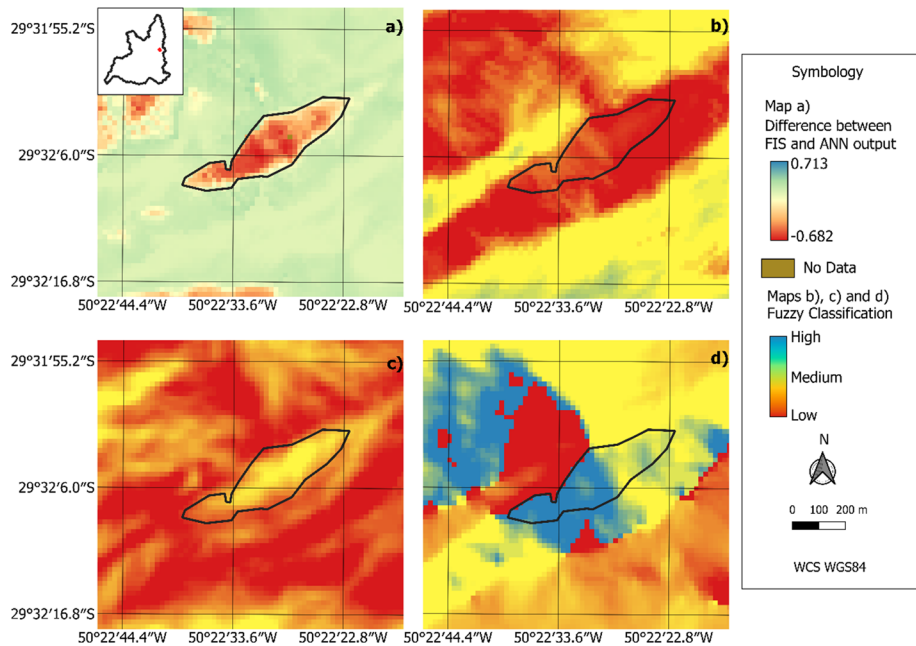 29°31′55.2″S
29°32′6.0″S
29°32′16.8″S
a)
50°22′44.4″W 50°22′33.6″W 50°22′22.8″W
b)
50°22′44.4″W 50°22′33.6″W 50°22′22.8″W
29°31′55.2″S
29°32′6.0″S
29°32′16.8″S
c)
50°22′44.4″W 50°22′33.6″W 50°22′22.8″W
d)
50°22′44.4″W 50°22′33.6″W 50°22′22.8″W
Symbology
Map a)
Difference between
FIS and ANN output
0.713
-0.682
No Data
Maps b), c) and d)
Fuzzy Classification
High
Medium
Low
N
0 100 200 m
WCS WGS84